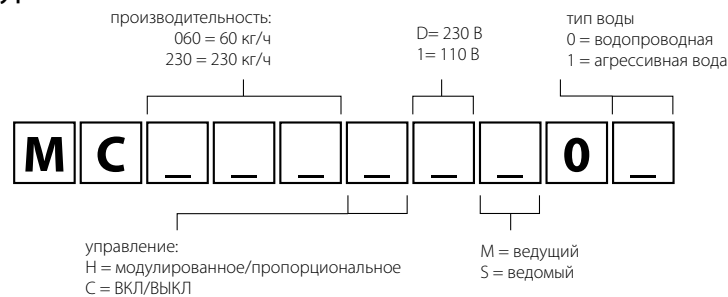 производительность:
060 = 60 кг/ч
230 = 230 кг/ч
D= 230 В
1= 110 В
тип воды
0 = водопроводная
1 = агрессивная вода
M C _ _ _ _ _ _ 0 _
управление:
H = модулированное/пропорциональное
C = ВКЛ/ВЫКЛ
M = ведущий
S = ведомый